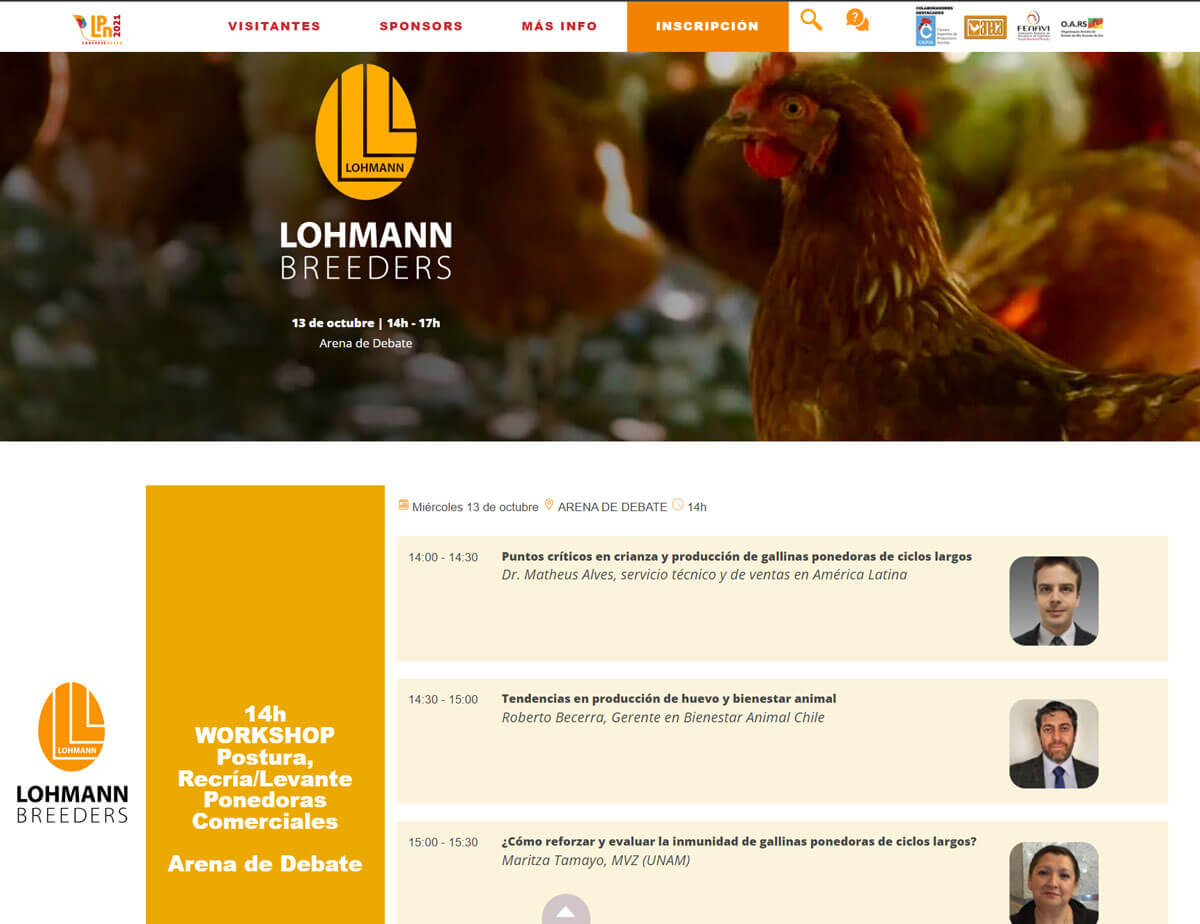 LPN 2021
CONGRESS & EXPO
VISITANTES
SPONSORS
MÁS INFO
INSCRIPCIÓN
COLABORADORES
DESTACADOS
CAPIA
FENAVI
O.A.RS
LOHMANN
LOHMANN
BREEDERS
13 de octubre | 14h - 17h
Arena de Debate
Miércoles 13 de octubre ARENA DE DEBATE 14h
LOHMANN
LOHMANN
BREEDERS
14h
WORKSHOP
Postura,
Recría/Levante
Ponedoras
Comerciales
Arena de Debate
14:00 - 14:30
Puntos críticos en crianza y producción de gallinas ponedoras de ciclos largos
Dr. Matheus Alves, servicio técnico y de ventas en América Latina
14:30 - 15:00
Tendencias en producción de huevo y bienestar animal
Roberto Becerra, Gerente en Bienestar Animal Chile
15:00 - 15:30
¿Cómo reforzar y evaluar la inmunidad de gallinas ponedoras de ciclos largos?
Maritza Tamayo, MVZ (UNAM)